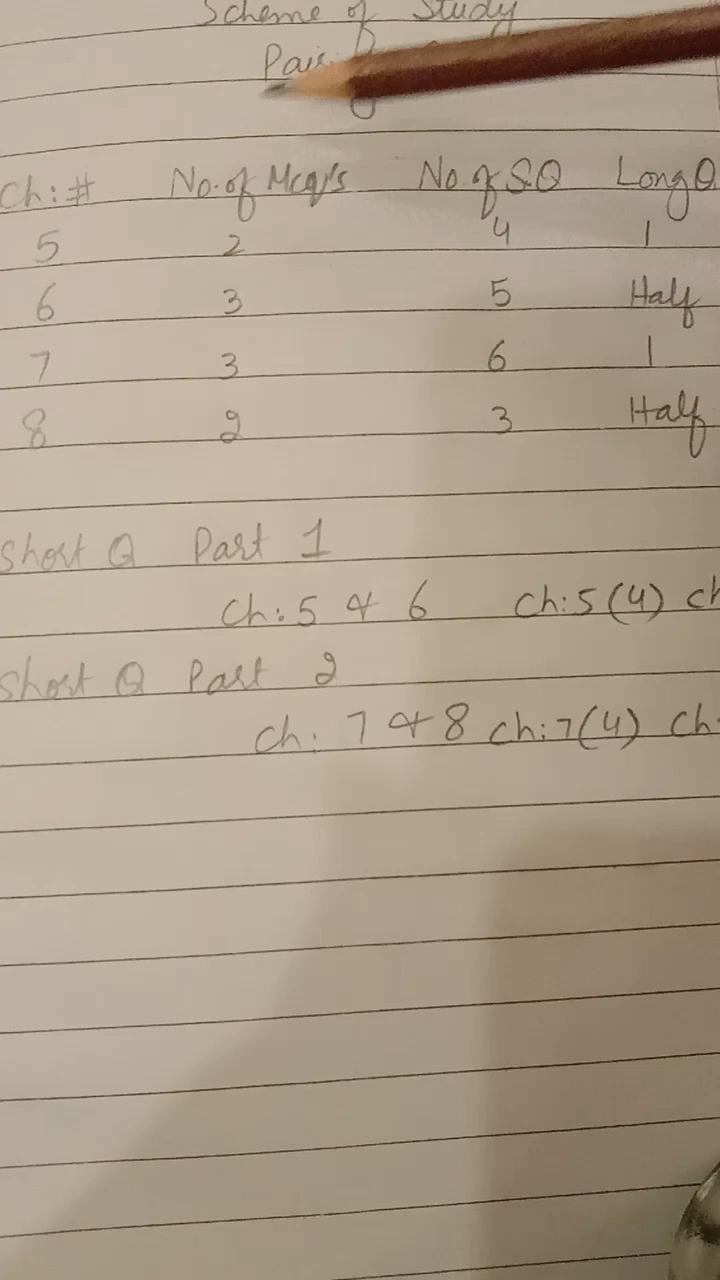 Scheme of Study
Ch:# No. of Mcq's No. of S.Q Long Q
5 2 4 1
6 3 5 Half
7 3 6 1
8 2 3 Half
Short Q Part 1
Ch: 5 & 6 Ch:5(4) ch
Short Q Part 2
Ch: 7 & 8 Ch:7(4) Ch: